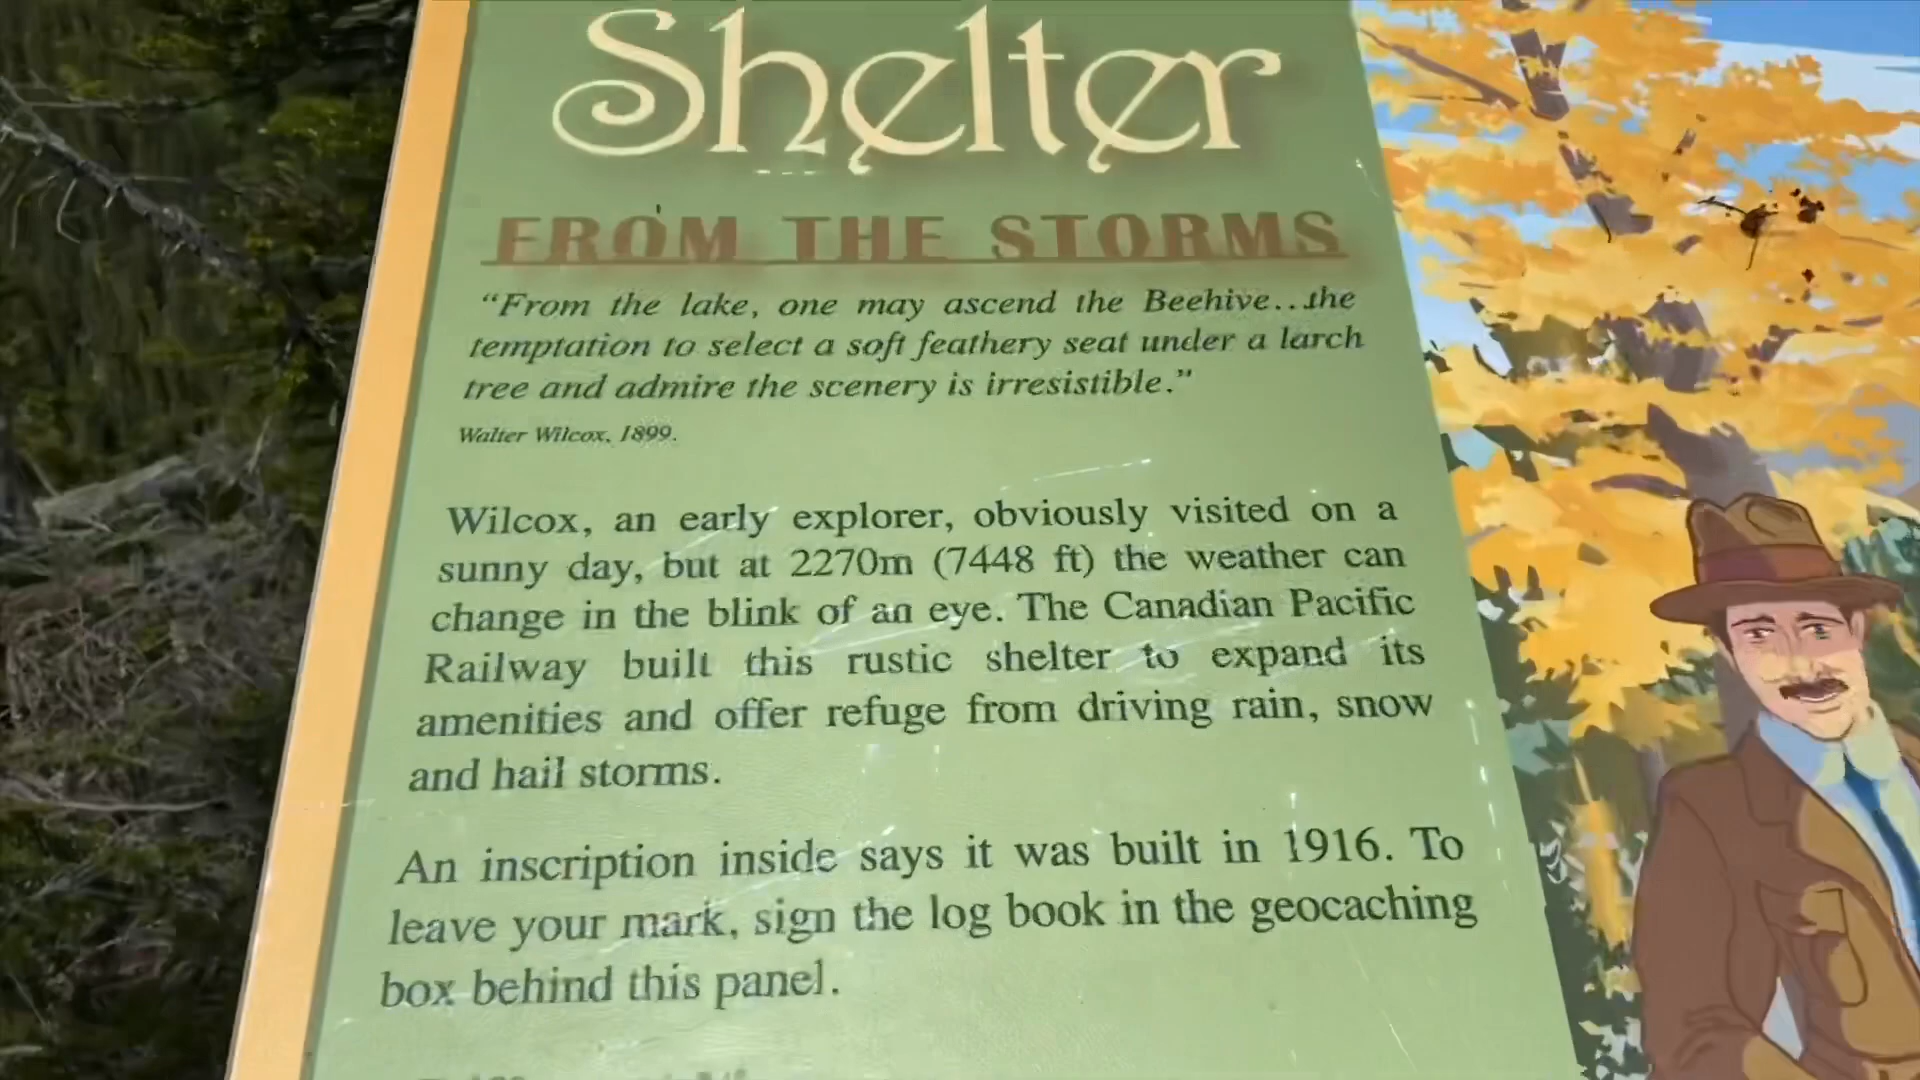 Shelter
FROM THE STORMS
“From the lake, one may ascend the Beehive...the
temptation to select a soft feathery seat under a larch
tree and admire the scenery is irresistible.”
Walter Wilcox, 1899.
Wilcox, an early explorer, obviously visited on a
sunny day, but at 2270m (7448 ft) the weather can
change in the blink of an eye. The Canadian Pacific
Railway built this rustic shelter to expand its
amenities and offer refuge from driving rain, snow
and hail storms.
An inscription inside says it was built in 1916. To
leave your mark, sign the log book in the geocaching
box behind this panel.